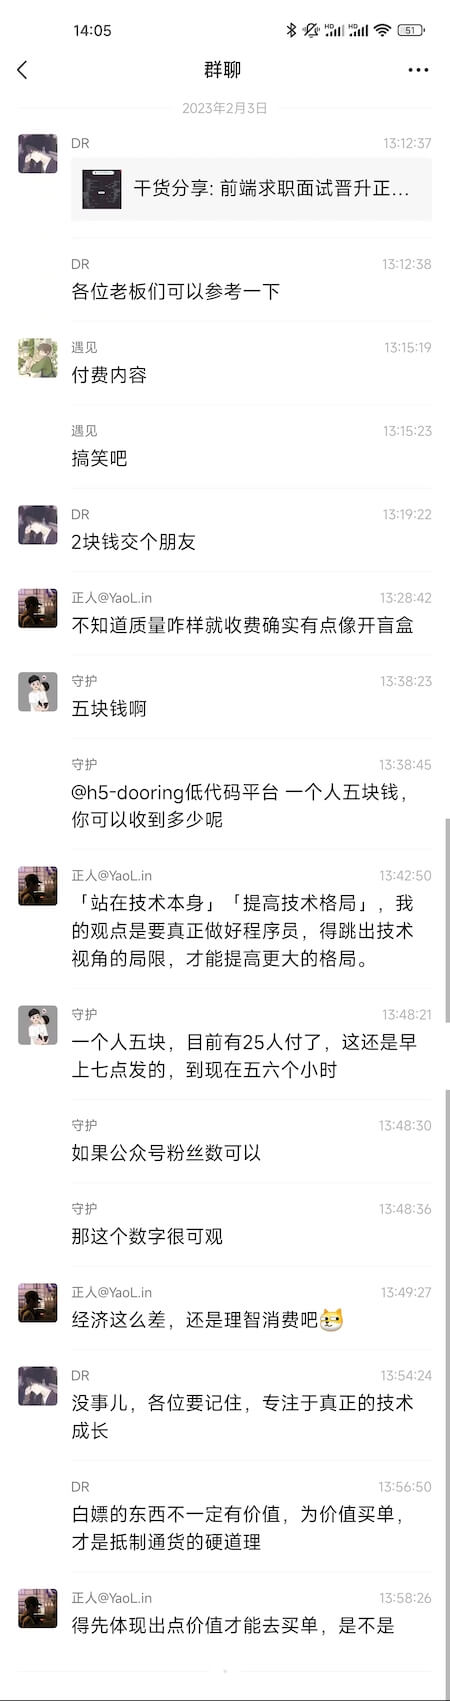 14:05
HD HD 51
群聊
2023年2月3日
DR 13:12:37
干货分享: 前端求职面试晋升正...
DR 13:12:38
各位老板们可以参考一下
遇见 13:15:19
付费内容
遇见 13:15:23
搞笑吧
DR 13:19:22
2块钱交个朋友
正人@YaoL.in 13:28:42
不知道质量咋样就收费确实有点像开盲盒
守护 13:38:23
五块钱啊
守护 13:38:45
@h5-dooring低代码平台 一个人五块钱，
你可以收到多少呢
正人@YaoL.in 13:42:50
「站在技术本身」「提高技术格局」，我
的观点是要真正做好程序员，得跳出技术
视角的局限，才能提高更大的格局。
守护 13:48:21
一个人五块，目前有25人付了，这还是早
上七点发的，到现在五六个小时
守护 13:48:30
如果公众号粉丝数可以
守护 13:48:36
那这个数字很可观
正人@YaoL.in 13:49:27
经济这么差，还是理智消费吧
DR 13:54:24
没事儿，各位要记住，专注于真正的技术
成长
DR 13:56:50
白嫖的东西不一定有价值，为价值买单，
才是抵制通货的硬道理
正人@YaoL.in 13:58:26
得先体现出点价值才能去买单，是不是